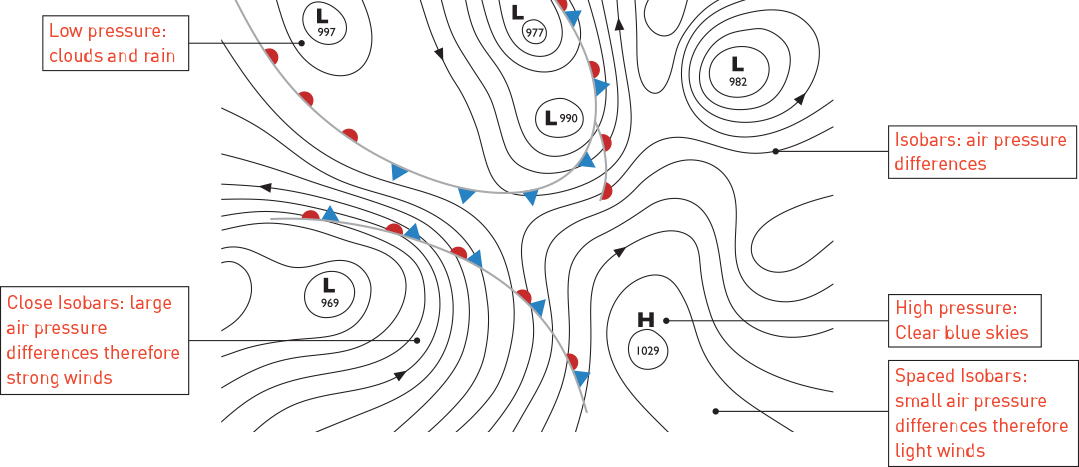 Low pressure:
clouds and rain
L
997
L
977
L
982
L 990
Isobars: air pressure
differences
Close Isobars: large
air pressure
differences therefore
strong winds
L
969
H
1029
High pressure:
Clear blue skies
Spaced Isobars:
small air pressure
differences therefore
light winds